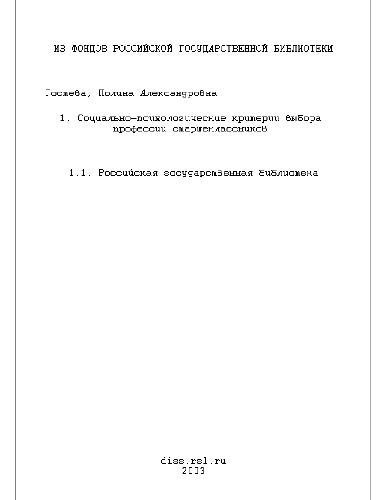 ИЗ ФОНДОВ РОССИЙСКОЙ ГОСУДАРСТВЕННОЙ БИБЛИОТЕКИ
Гостева, Полина Александровна
1. Социально-психологические критерии выбора
профессии старшеклассников
1.1. Российская государственная библиотека
diss.rsl.ru
2003